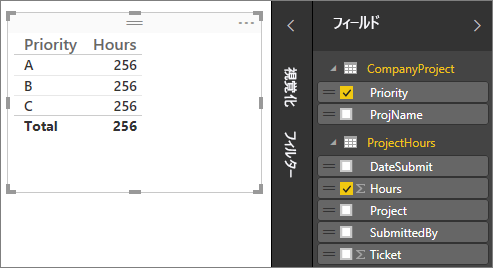 Priority Hours
A 256
B 256
C 256
Total 256
視覚化
フィルター
フィールド
CompanyProject
Priority
ProjName
ProjectHours
DateSubmit
Σ Hours
Project
SubmittedBy
Σ Ticket